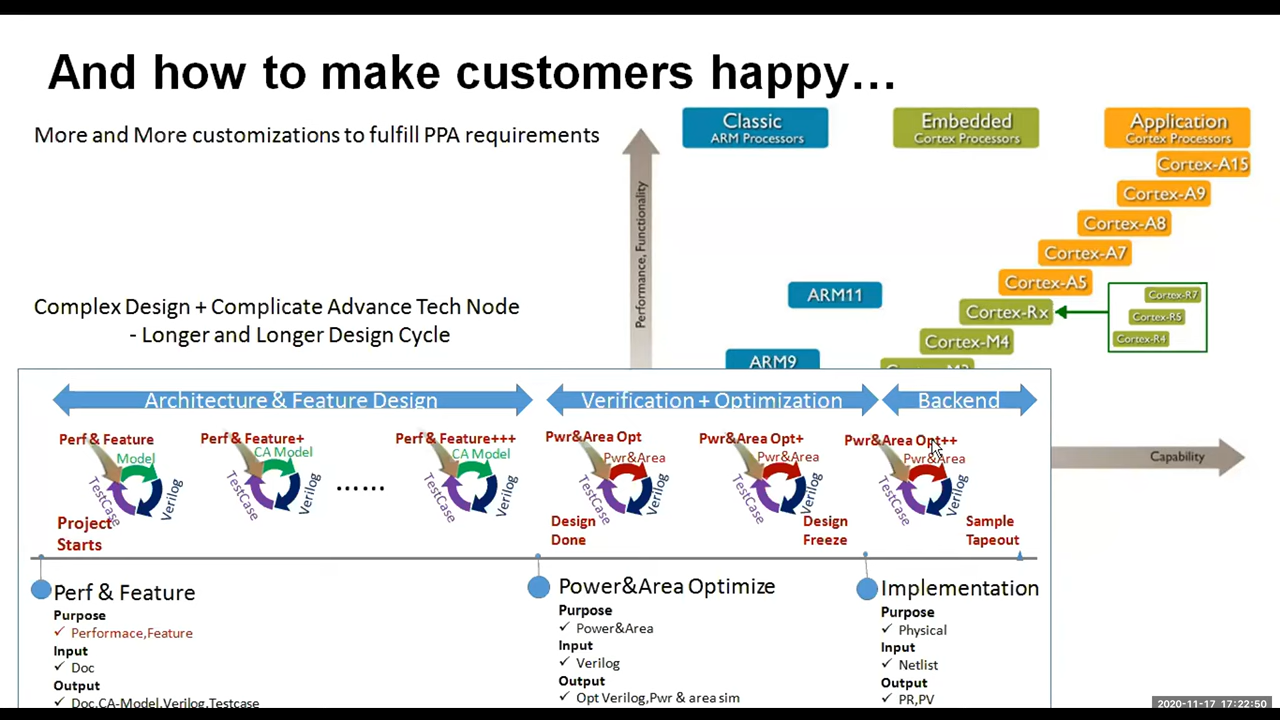 And how to make customers happy…
More and More customizations to fulfill PPA requirements
Complex Design + Complicate Advance Tech Node
- Longer and Longer Design Cycle
Performance, Functionality
Classic
ARM Processors
Embedded
Cortex Processors
Application
Cortex Processors
Cortex-A15
Cortex-A9
Cortex-A8
Cortex-A7
Cortex-A5
ARM11
Cortex-Rx
Cortex-R7
Cortex-R5
Cortex-R4
Cortex-M4
ARM9
Capability
Architecture & Feature Design
Verification + Optimization
Backend
Perf & Feature
Model
Verilog
TestCase
Perf & Feature+
CA Model
Verilog
TestCase
......
Perf & Feature+++
CA Model
Verilog
TestCase
Pwr&Area Opt
Pwr&Area
Verilog
TestCase
Pwr&Area Opt+
Pwr&Area
Verilog
TestCase
Pwr&Area Opt++
Pwr&Area
Verilog
TestCase
Project
Starts
Design
Done
Design
Freeze
Sample
Tapeout
Perf & Feature
Purpose
✓ Performace,Feature
Input
✓ Doc
Output
✓ Doc,CA-Model,Verilog,Testcase
Power&Area Optimize
Purpose
✓ Power&Area
Input
✓ Verilog
Output
✓ Opt Verilog,Pwr & area sim
Implementation
Purpose
✓ Physical
Input
✓ Netlist
Output
✓ PR,PV
2020-11-17 17:22:50